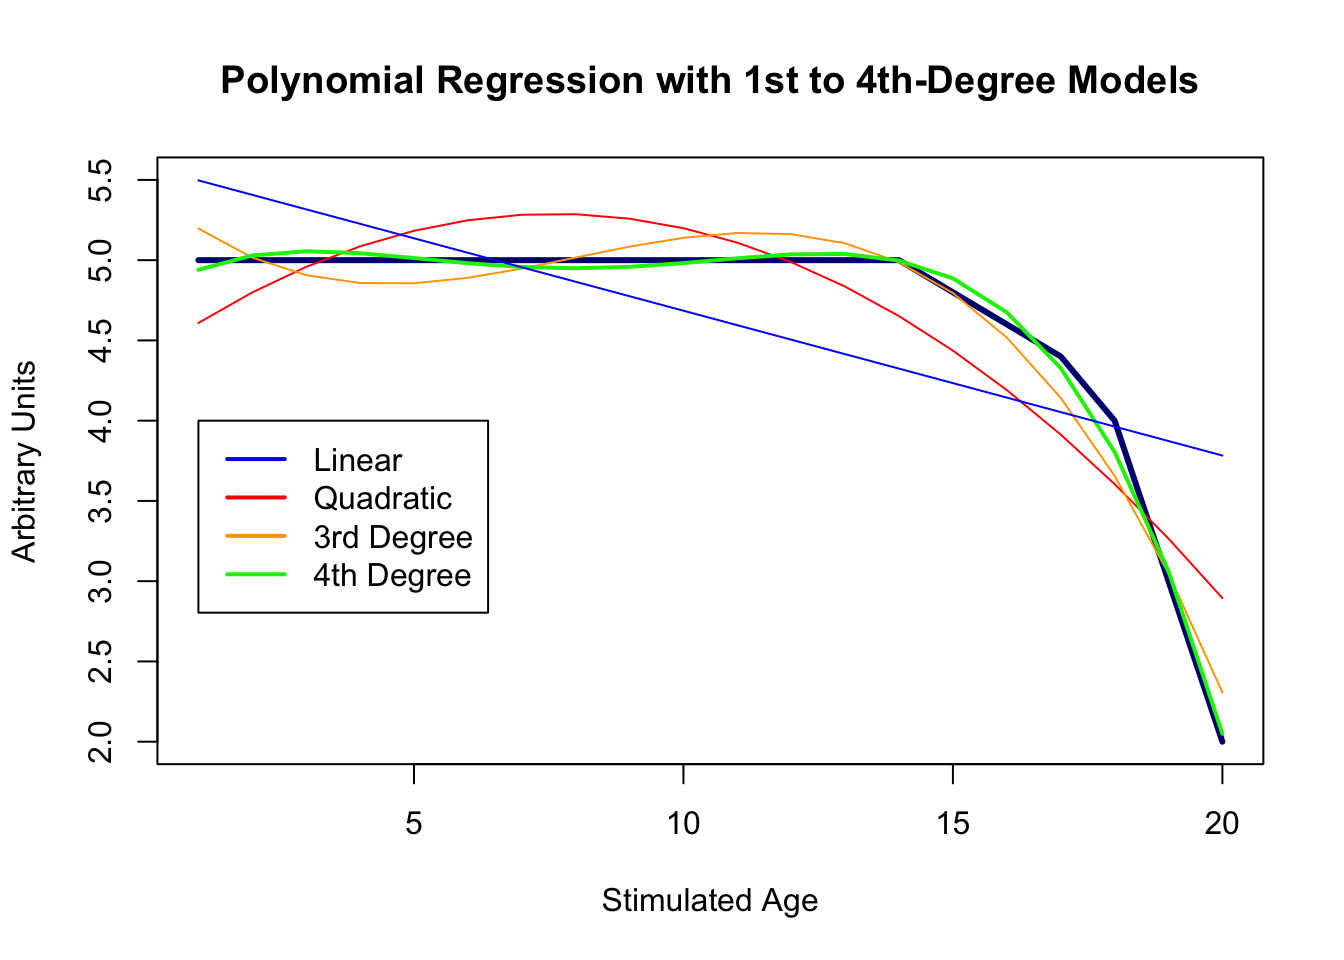 Polynomial Regression with 1st to 4th-Degree Models
5.5
5.0
4.5
4.0
3.5
3.0
2.5
2.0
Arbitrary Units
Linear
Quadratic
3rd Degree
4th Degree
5 10 15 20
Stimulated Age